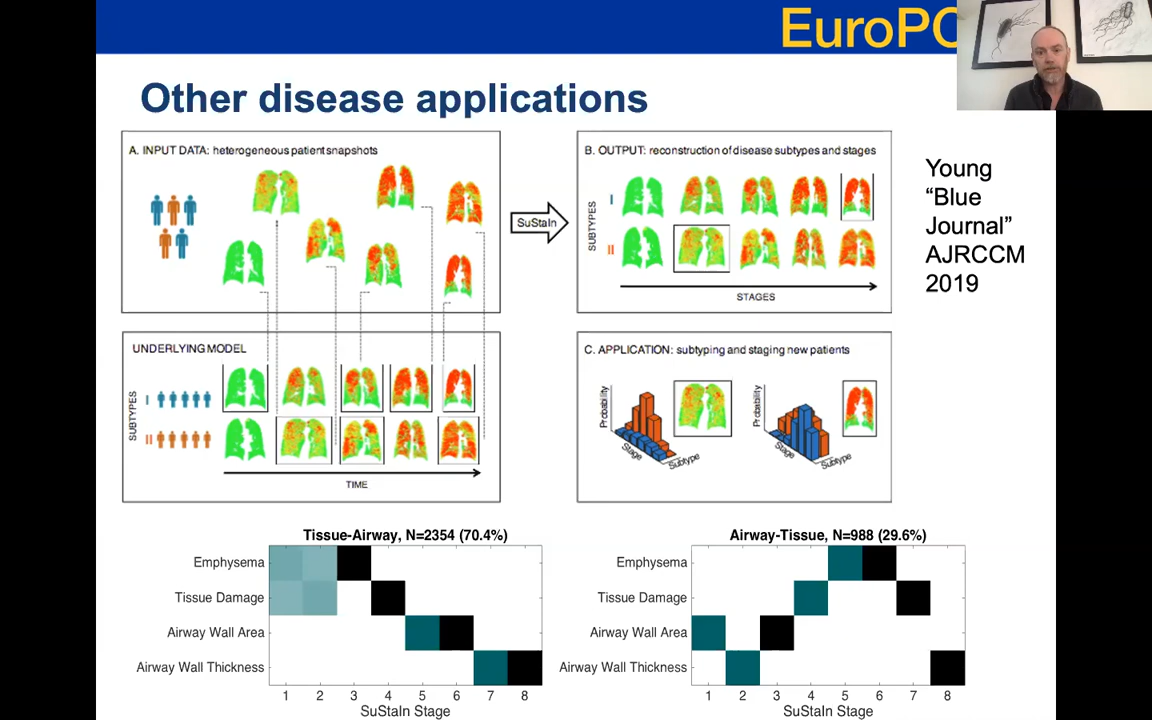 EuroPO
Other disease applications
A. INPUT DATA: heterogeneous patient snapshots
SuStaIn
B. OUTPUT: reconstruction of disease subtypes and stages
SUBTYPES
I
II
STAGES
Young
“Blue
Journal”
AJRCCM
2019
UNDERLYING MODEL
SUBTYPES
I
II
TIME
C. APPLICATION: subtyping and staging new patients
Probability
Stage
Subtype
Probability
Stage
Subtype
Tissue-Airway, N=2354 (70.4%)
Emphysema
Tissue Damage
Airway Wall Area
Airway Wall Thickness
1 2 3 4 5 6 7 8
SuStaIn Stage
Airway-Tissue, N=988 (29.6%)
Emphysema
Tissue Damage
Airway Wall Area
Airway Wall Thickness
1 2 3 4 5 6 7 8
SuStaIn Stage